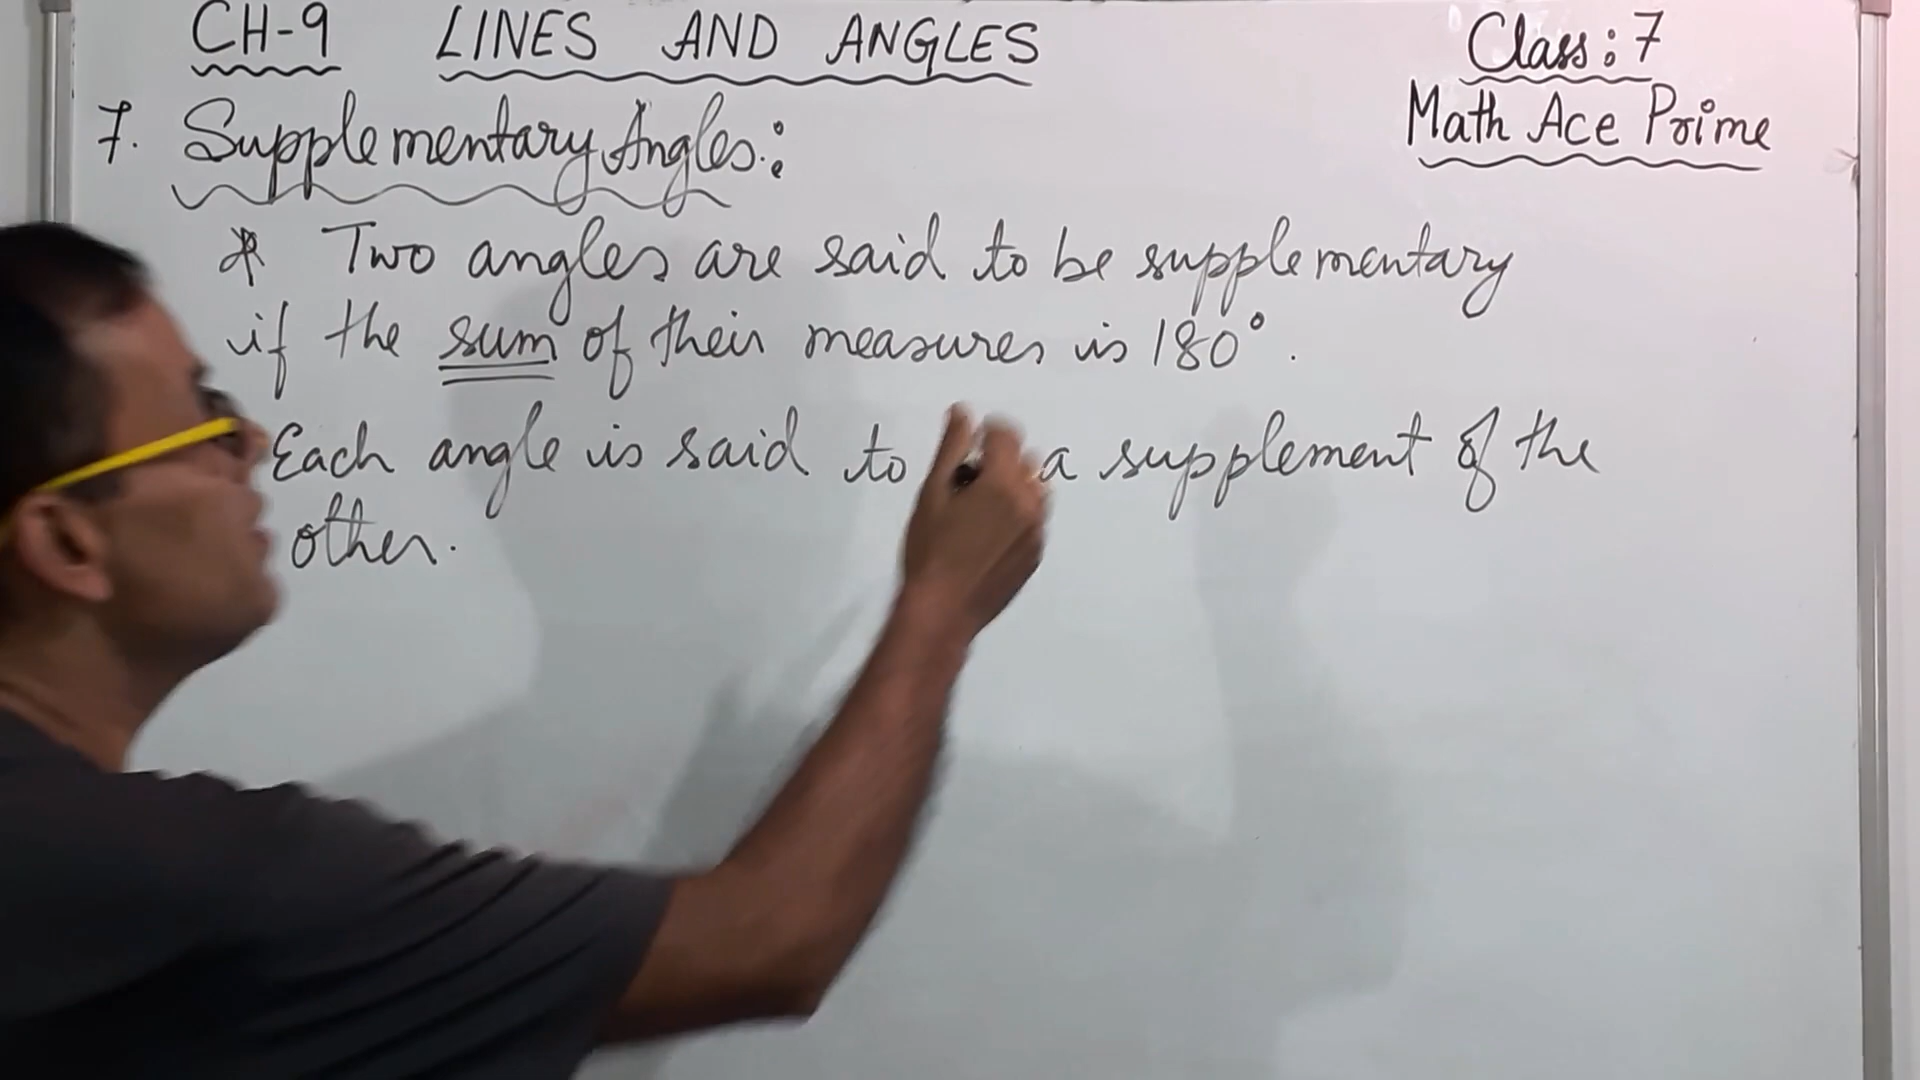 CH-9 LINES AND ANGLES Class: 7
Math Ace Prime
7. Supplementary Angles:
* Two angles are said to be supplementary
if the sum of their measures is 180°.
Each angle is said to a supplement of the
other.